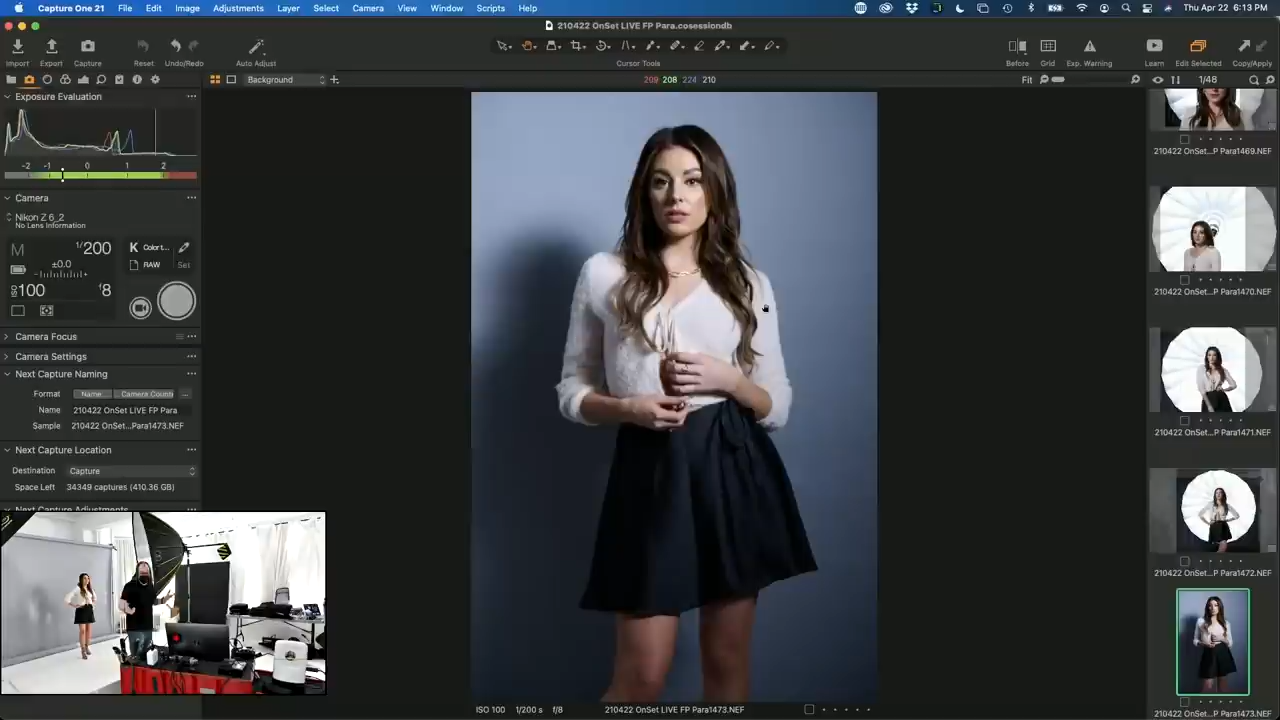 Capture One 21 File Edit Image Adjustments Layer Select Camera View Window Scripts Help Thu Apr 22 6:13 PM
210422 OnSet LIVE FP Para.cosessiondb
Import Export Capture Reset Undo/Redo Auto Adjust Cursor Tools Before Grid Exp. Warning Learn Edit Selected Copy/Apply
Background 209 208 224 210 Fit 1/48
Exposure Evaluation
-2 -1 0 1 2
Camera
Nikon Z 6_2
No Lens Information
M 1/200 K Color t...
±0.0 RAW Set
ISO 100 f8
Camera Focus
Camera Settings
Next Capture Naming
Format Name Camera Count ...
Name 210422 OnSet LIVE FP Para
Sample 210422 OnSet...Para1473.NEF
Next Capture Location
Destination Capture
Space Left 34349 captures (410.36 GB)
Next Capture Adjustments
210422 OnSet...P Para1469.NEF
210422 OnSet...P Para1470.NEF
210422 OnSet...P Para1471.NEF
210422 OnSet...P Para1472.NEF
210422 OnSet...P Para1473.NEF
ISO 100 1/200 s f/8 210422 OnSet LIVE FP Para1473.NEF